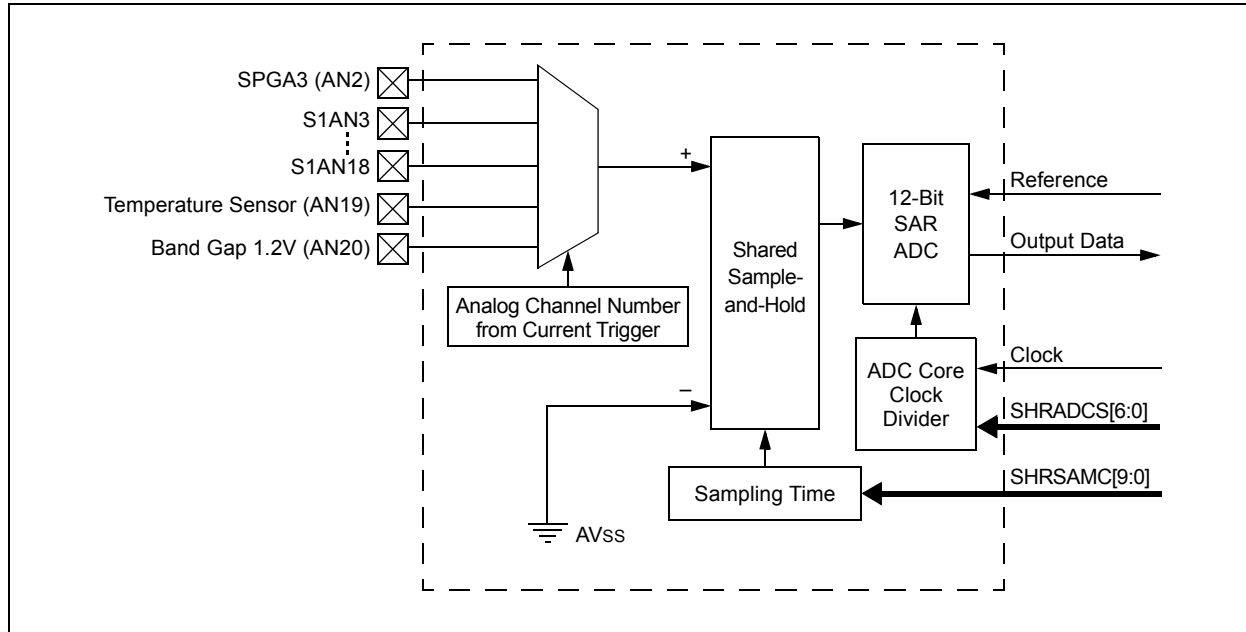 SPGA3 (AN2)
S1AN3
S1AN18
Temperature Sensor (AN19)
Band Gap 1.2V (AN20)
Analog Channel Number
from Current Trigger
+
–
AVSS
Shared
Sample-
and-Hold
Sampling Time
12-Bit
SAR
ADC
ADC Core
Clock
Divider
Reference
Output Data
Clock
SHRADCS[6:0]
SHRSAMC[9:0]